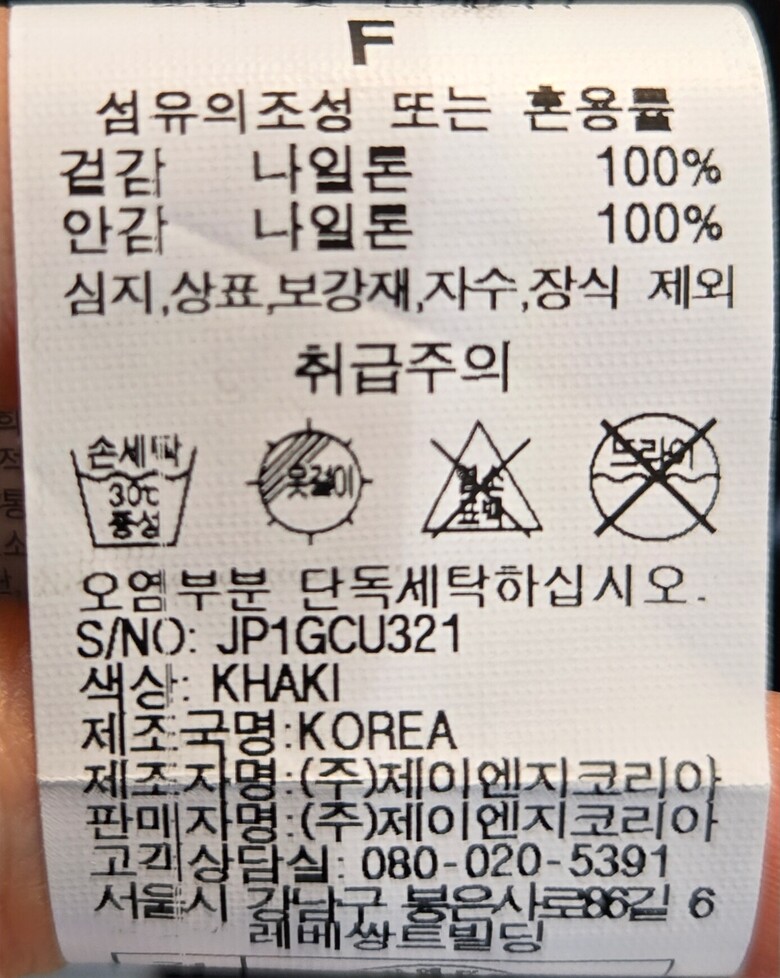 F
섬유의조성 또는 혼용률
겉감 나일론 100%
안감 나일론 100%
심지,상표,보강재,자수,장식 제외
취급주의
손세탁
30℃
중성
옷걸이
염소
표백
드라이
오염부분 단독세탁하십시오.
S/NO: JP1GCU321
색상: KHAKI
제조국명:KOREA
제조자명:(주)제이엔지코리아
판매자명:(주)제이엔지코리아
고객상담실: 080-020-5391
서울시 강남구 봉은사로86길 6
레베쌍트빌딩